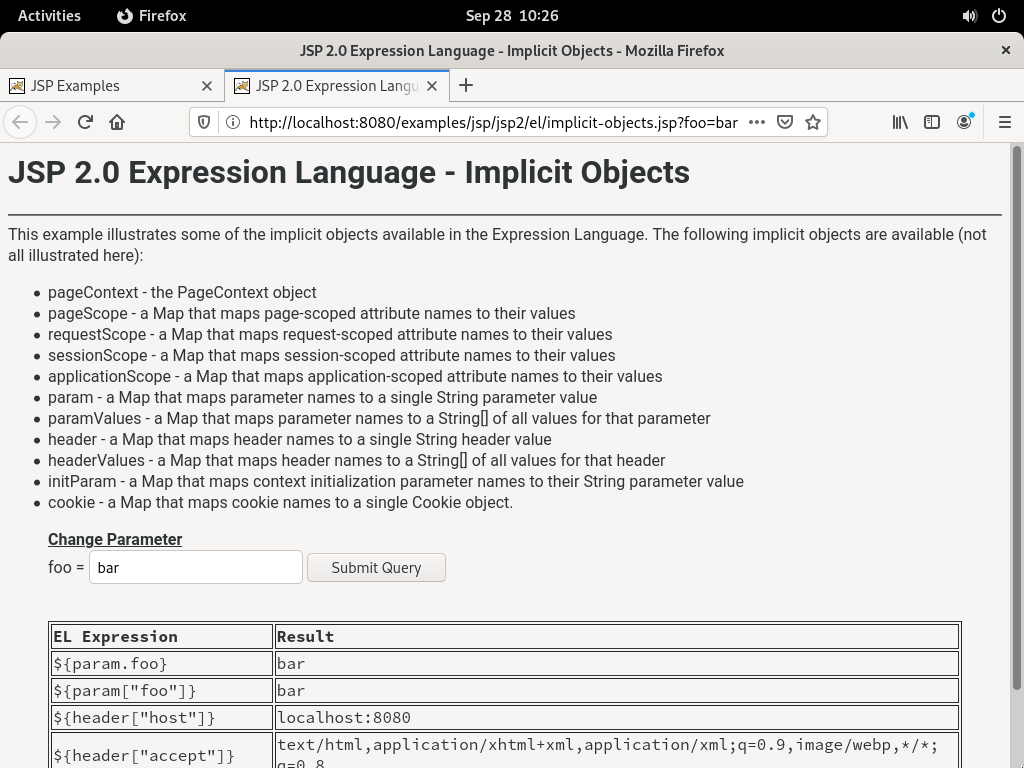 Activities Firefox Sep 28 10:26
JSP 2.0 Expression Language - Implicit Objects - Mozilla Firefox
JSP Examples JSP 2.0 Expression Langu
http://localhost:8080/examples/jsp/jsp2/el/implicit-objects.jsp?foo=bar
JSP 2.0 Expression Language - Implicit Objects
This example illustrates some of the implicit objects available in the Expression Language. The following implicit objects are available (not
all illustrated here):
• pageContext - the PageContext object
• pageScope - a Map that maps page-scoped attribute names to their values
• requestScope - a Map that maps request-scoped attribute names to their values
• sessionScope - a Map that maps session-scoped attribute names to their values
• applicationScope - a Map that maps application-scoped attribute names to their values
• param - a Map that maps parameter names to a single String parameter value
• paramValues - a Map that maps parameter names to a String[] of all values for that parameter
• header - a Map that maps header names to a single String header value
• headerValues - a Map that maps header names to a String[] of all values for that header
• initParam - a Map that maps context initialization parameter names to their String parameter value
• cookie - a Map that maps cookie names to a single Cookie object.
Change Parameter
foo = bar Submit Query
EL Expression Result
${param.foo} bar
${param["foo"]} bar
${header["host"]} localhost:8080
${header["accept"]} text/html,application/xhtml+xml,application/xml;q=0.9,image/webp,*/*;
q=0.8